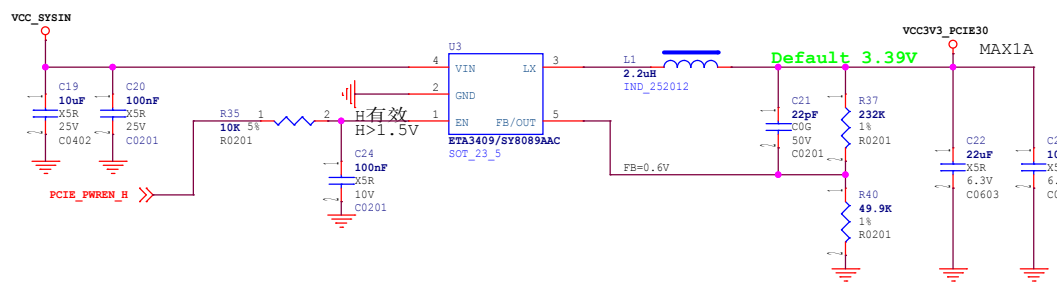 VCC_SYSIN
VCC3V3_PCIE30
MAX1A
Default 3.39V
U3
4 VIN LX 3
2 GND
1 EN FB/OUT 5
ETA3409/SY8089AAC
SOT_23_5
L1
2.2uH
IND_252012
C19
10uF
X5R
25V
C0402
C20
100nF
X5R
25V
C0201
R35
10K 5%
R0201
1 2
H有效
H>1.5V
C24
100nF
X5R
10V
C0201
PCIE_PWREN_H
C21
22pF
C0G
50V
C0201
R37
232K
1%
R0201
FB=0.6V
R40
49.9K
1%
R0201
C22
22uF
X5R
6.3V
C0603